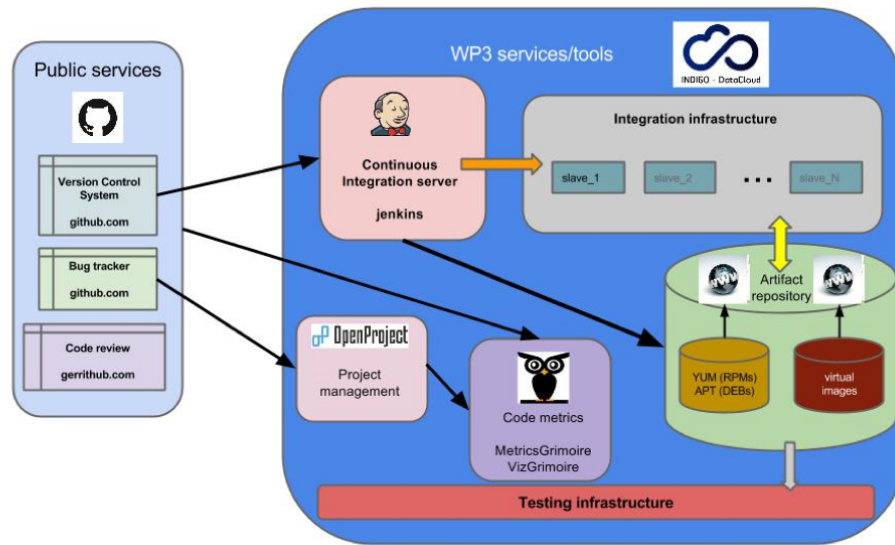 Public services
Version Control
System
github.com
Bug tracker
github.com
Code review
gerrithub.com
WP3 services/tools
INDIGO - DataCloud
Continuous
Integration server
jenkins
Integration infrastructure
slave_1
slave_2
...
slave_N
Artifact
repository
www
www
YUM (RPMs)
APT (DEBs)
virtual
images
OpenProject
Project
management
Code metrics
MetricsGrimoire
VizGrimoire
Testing infrastructure